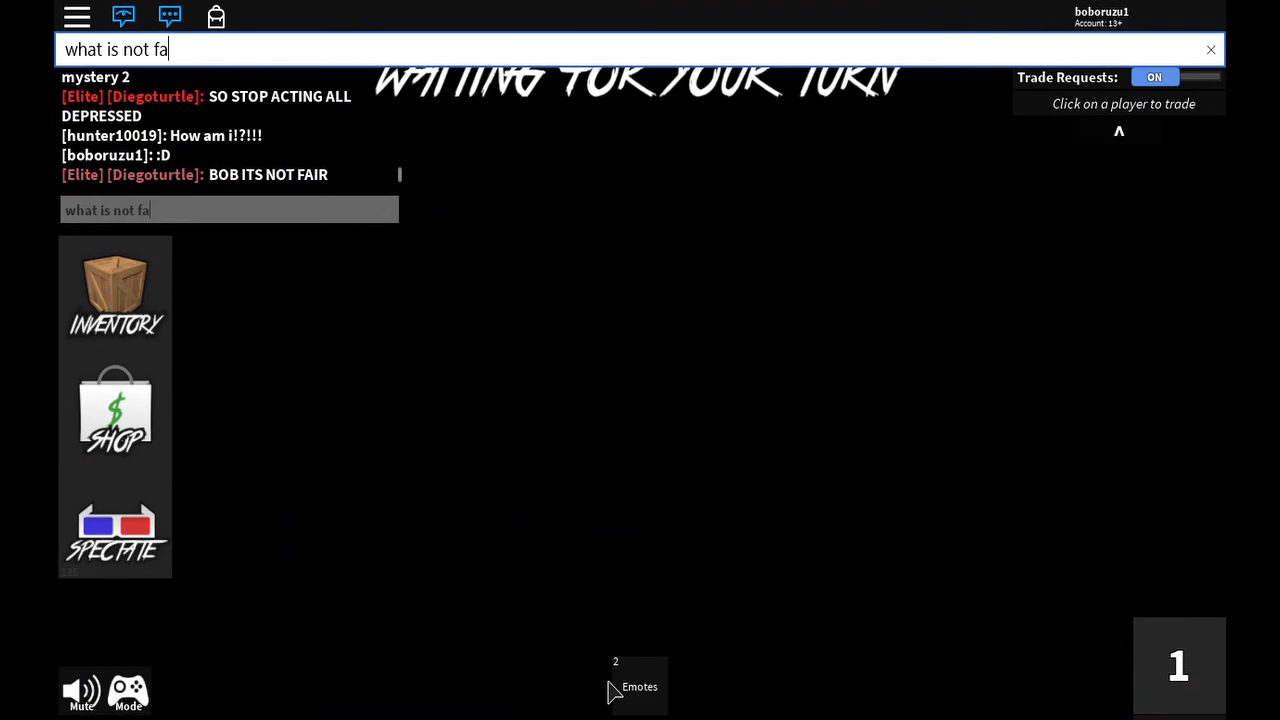 boboruzu1
Account: 13+
what is not fa
WAITING FOR YOUR TURN
mystery 2
[Elite] [Diegoturtle]: SO STOP ACTING ALL
DEPRESSED
[hunter10019]: How am i!?!!!
[boboruzu1]: :D
[Elite] [Diegoturtle]: BOB ITS NOT FAIR
what is not fa
Trade Requests: ON
Click on a player to trade
^
INVENTORY
$
SHOP
SPECTATE
2
Emotes
Mute
Mode
1